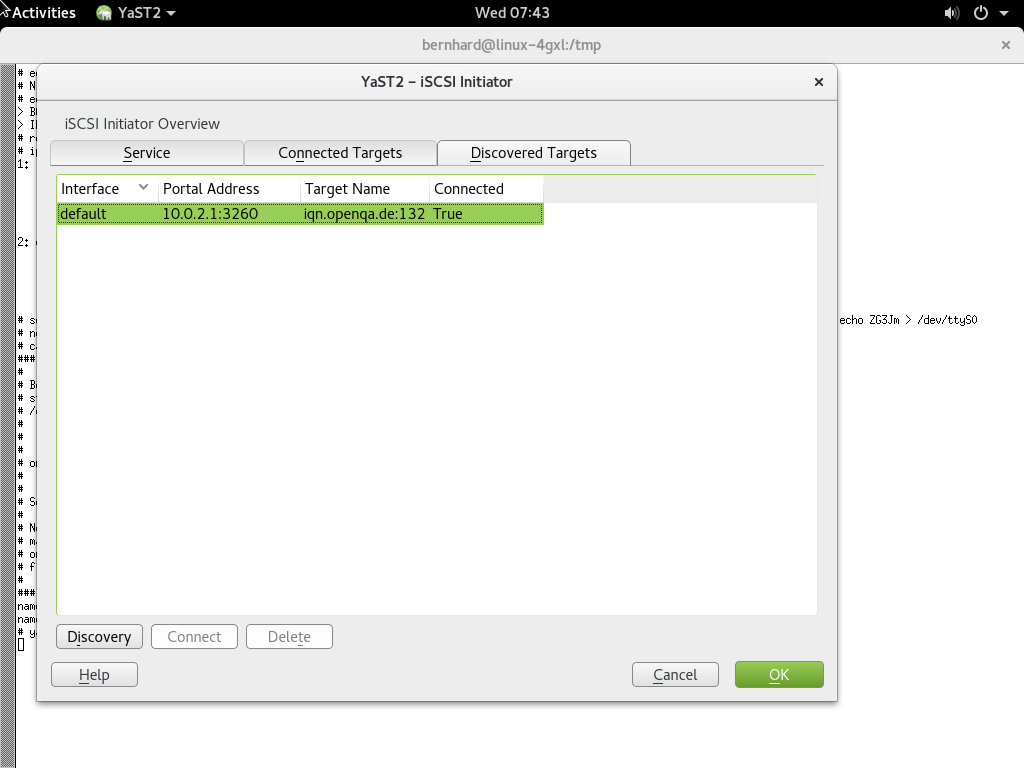 Activities YaST2 Wed 07:43
bernhard@linux-4gxl:/tmp
YaST2 – iSCSI Initiator
iSCSI Initiator Overview
Service Connected Targets Discovered Targets
Interface Portal Address Target Name Connected
default 10.0.2.1:3260 iqn.openqa.de:132 True
1:
2:
echo ZG3Jm > /dev/ttyS0
###
#
#
#
#
#
#
#
#
###
Discovery Connect Delete
Help Cancel OK